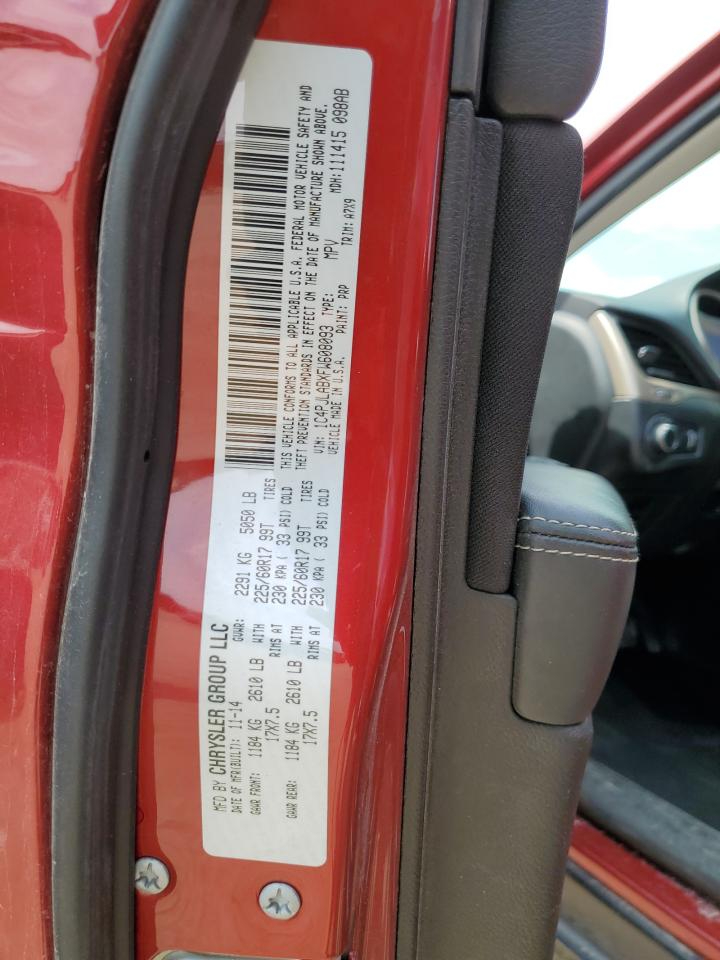 MFD BY CHRYSLER GROUP LLC
DATE OF MFR(BUILT): 11-14 GVWR: 2291 KG 5050 LB
GAWR FRONT: 1184 KG 2610 LB WITH 225/60R17 99T TIRES
17X7.5 RIMS AT 230 KPA ( 33 PSI) COLD
GAWR REAR: 1184 KG 2610 LB WITH 225/60R17 99T TIRES
17X7.5 RIMS AT 230 KPA ( 33 PSI) COLD
THIS VEHICLE CONFORMS TO ALL APPLICABLE U.S.A. FEDERAL MOTOR VEHICLE SAFETY AND
THEFT PREVENTION STANDARDS IN EFFECT ON THE DATE OF MANUFACTURE SHOWN ABOVE.
VIN: 1C4PJLABXFW608093 TYPE: MPV MDH:111415 098AB
VEHICLE MADE IN U.S.A. PAINT: PRP TRIM: A7X9